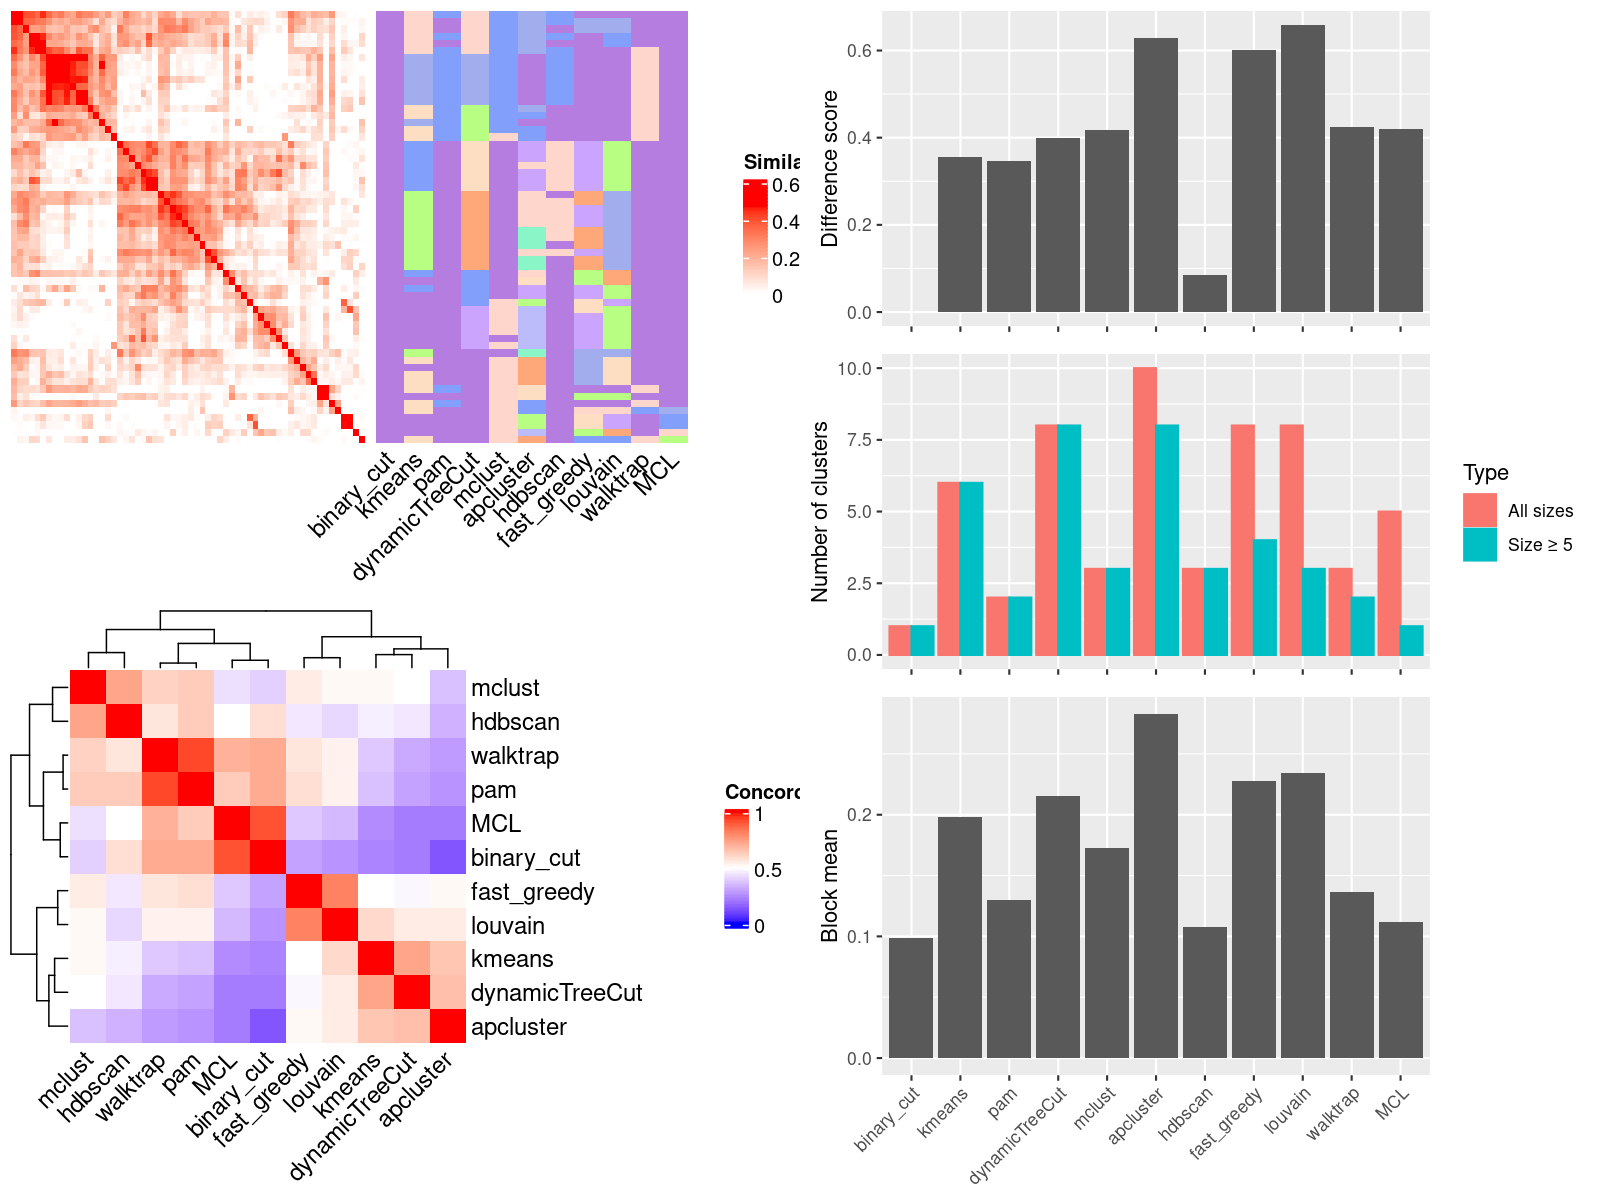 Simila
0.6
0.4
0.2
0
binary_cut
kmeans
pam
dynamicTreeCut
mclust
apcluster
hdbscan
fast_greedy
louvain
walktrap
MCL
mclust
hdbscan
walktrap
pam
MCL
binary_cut
fast_greedy
louvain
kmeans
dynamicTreeCut
apcluster
Concord
1
0.5
0
mclust
hdbscan
walktrap
pam
MCL
binary_cut
fast_greedy
louvain
kmeans
dynamicTreeCut
apcluster
Difference score
0.6
0.4
0.2
0.0
Number of clusters
10.0
7.5
5.0
2.5
0.0
Type
All sizes
Size ≥ 5
Block mean
0.2
0.1
0.0
binary_cut
kmeans
pam
dynamicTreeCut
mclust
apcluster
hdbscan
fast_greedy
louvain
walktrap
MCL